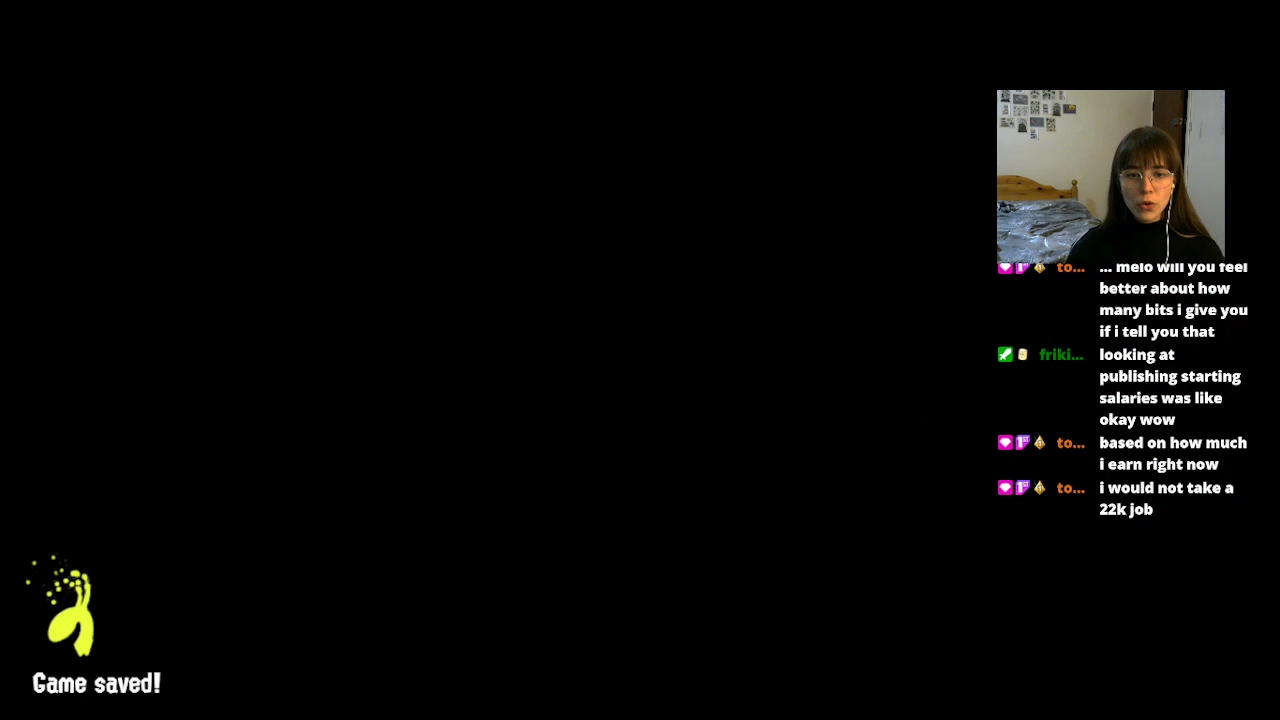 to... ... melo will you feel
better about how
many bits i give you
if i tell you that
friki... looking at
publishing starting
salaries was like
okay wow
to... based on how much
i earn right now
to... i would not take a
22k job
Game saved!